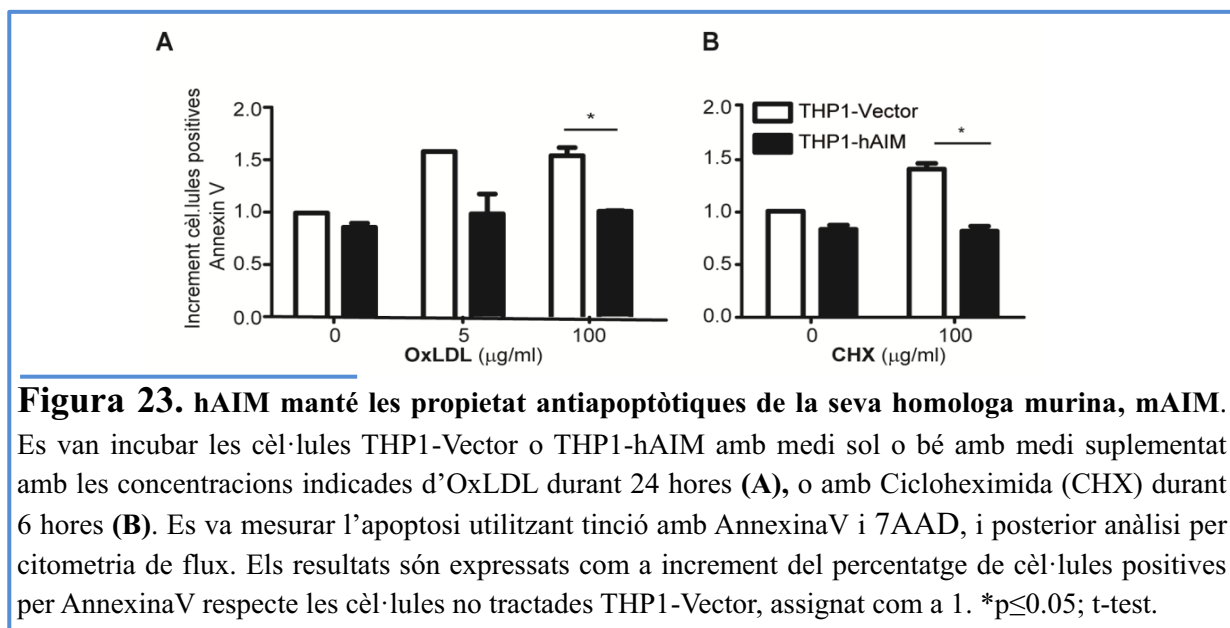 A
B
Increment cèl.lules positives
Annexin V
2.0
1.5
1.0
0.5
0.0
*
0
5
100
OxLDL (μg/ml)
2.0
1.5
1.0
0.5
0.0
THP1-Vector
THP1-hAIM
*
0
100
CHX (μg/ml)
Figura 23. hAIM manté les propietat antiapoptòtiques de la seva homologa murina, mAIM.
Es van incubar les cèl·lules THP1-Vector o THP1-hAIM amb medi sol o bé amb medi suplementat
amb les concentracions indicades d’OxLDL durant 24 hores (A), o amb Cicloheximida (CHX) durant
6 hores (B). Es va mesurar l’apoptosi utilitzant tinció amb AnnexinaV i 7AAD, i posterior anàlisi per
citometria de flux. Els resultats són expressats com a increment del percentatge de cèl·lules positives
per AnnexinaV respecte les cèl·lules no tractades THP1-Vector, assignat com a 1. *p≤0.05; t-test.